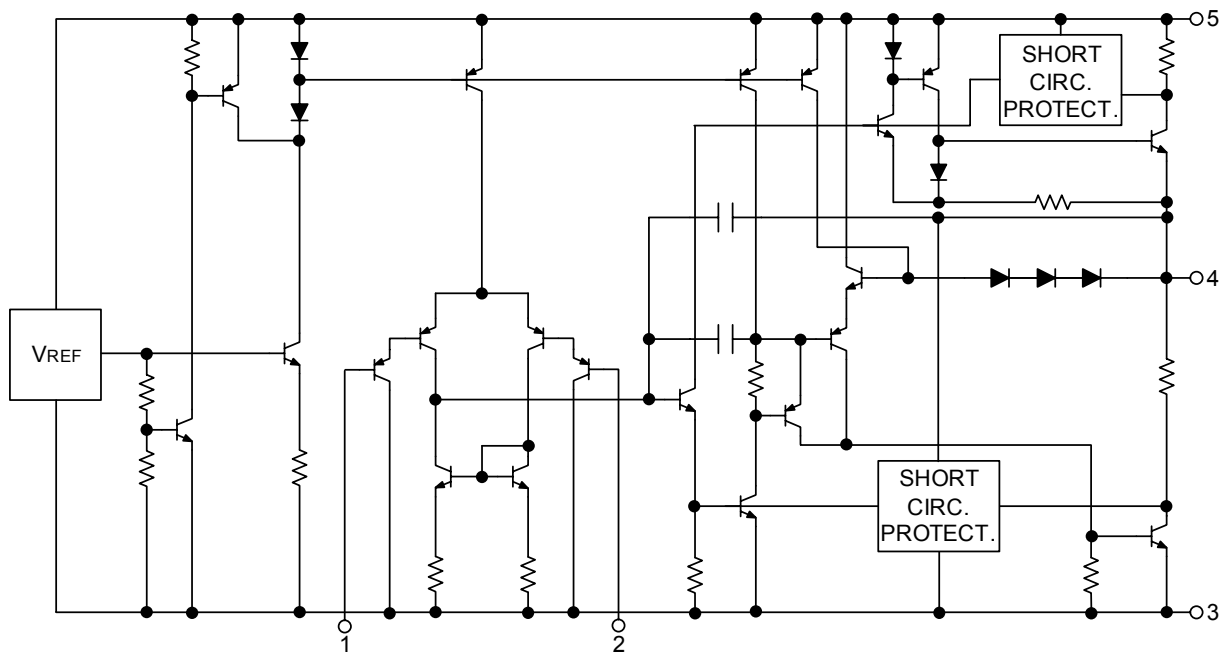 5
SHORT
CIRC.
PROTECT.
4
VREF
SHORT
CIRC.
PROTECT.
3
1
2